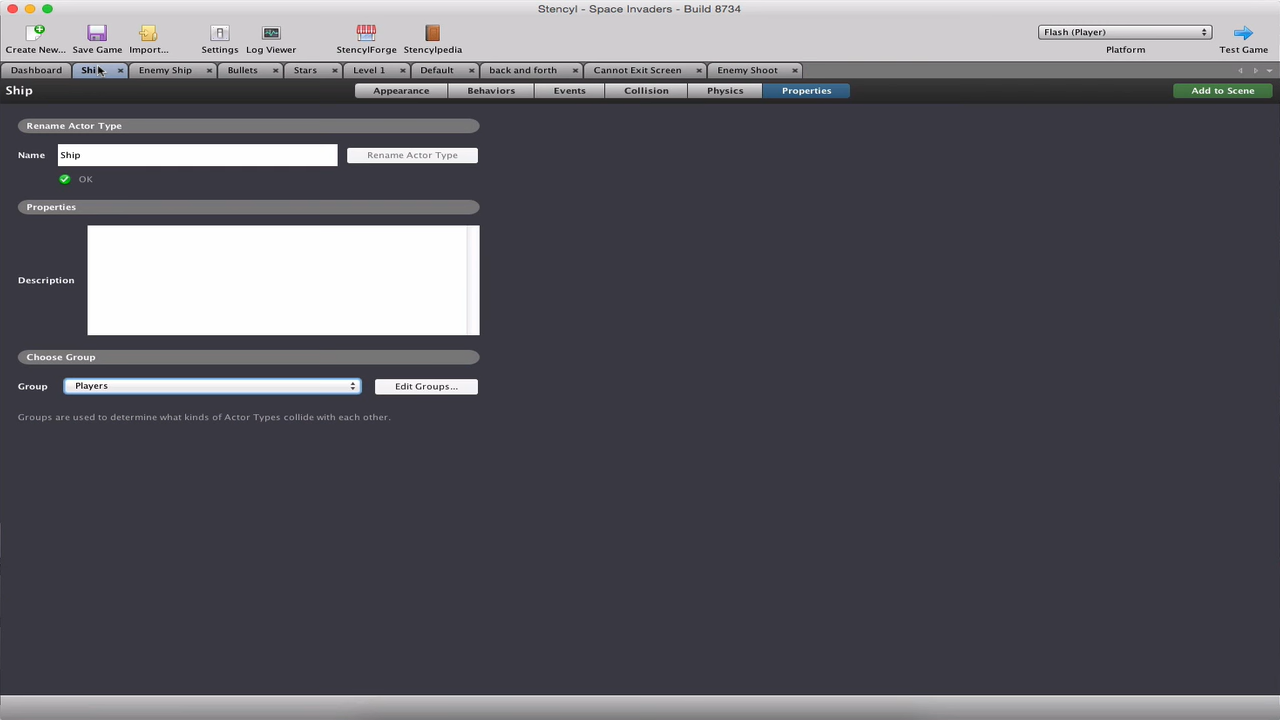 Stencyl - Space Invaders - Build 8734
Create New... Save Game Import... Settings Log Viewer StencylForge Stencylpedia Flash (Player) Platform Test Game
Dashboard Ship Enemy Ship Bullets Stars Level 1 Default back and forth Cannot Exit Screen Enemy Shoot
Ship Appearance Behaviors Events Collision Physics Properties Add to Scene
Rename Actor Type
Name Ship Rename Actor Type
OK
Properties
Description
Choose Group
Group Players Edit Groups...
Groups are used to determine what kinds of Actor Types collide with each other.